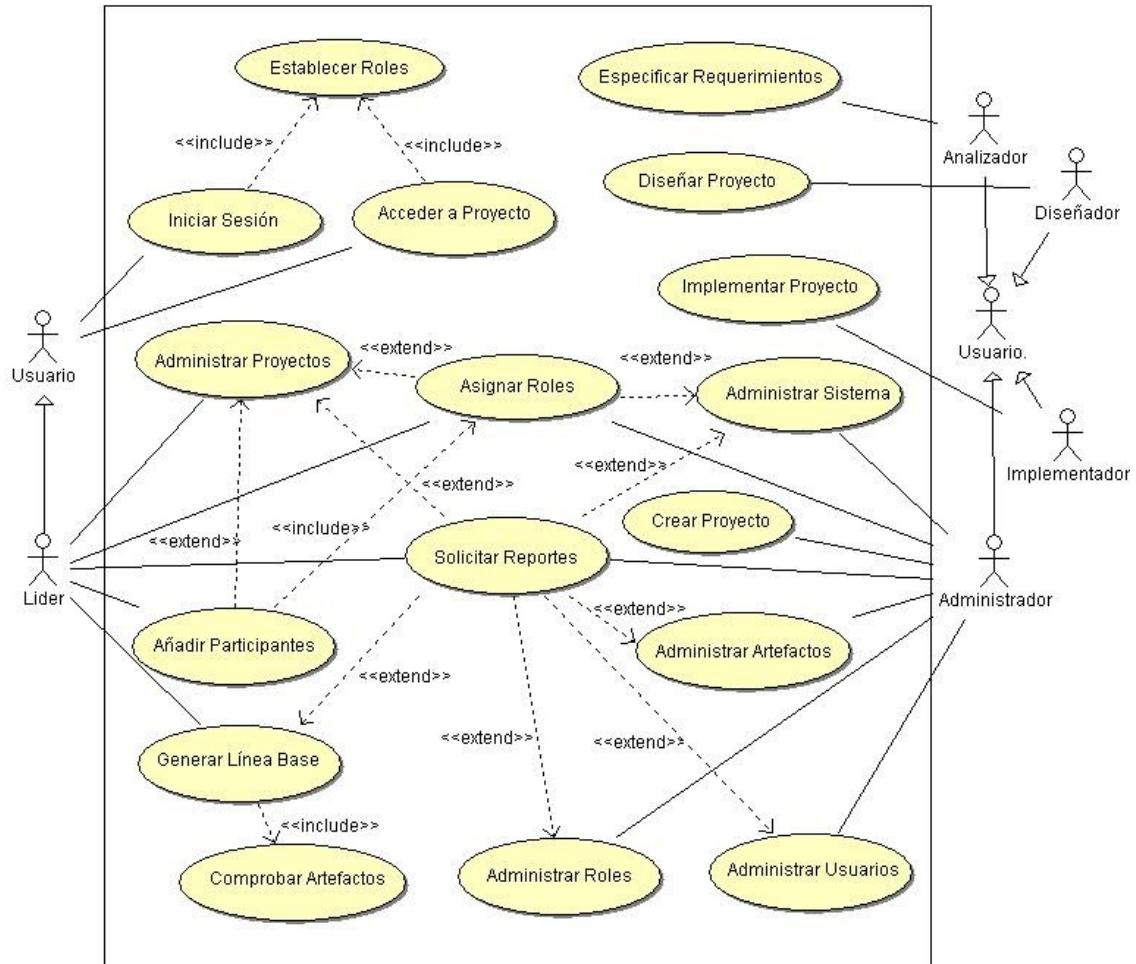 Establecer Roles
Especificar Requerimientos
<<include>>
<<include>>
Analizador
Diseñar Proyecto
Diseñador
Iniciar Sesión
Acceder a Proyecto
Implementar Proyecto
Usuario
Usuario.
Administrar Proyectos
<<extend>>
Asignar Roles
<<extend>>
Administrar Sistema
Implementador
<<extend>>
<<extend>>
<<extend>>
<<include>>
Crear Proyecto
Solicitar Reportes
Lider
Administrador
<<extend>>
Añadir Participantes
Administrar Artefactos
<<extend>>
<<extend>>
<<extend>>
Generar Línea Base
<<include>>
Comprobar Artefactos
Administrar Roles
Administrar Usuarios